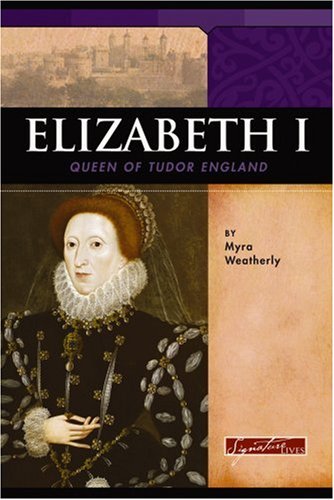 ELIZABETH I
QUEEN OF TUDOR ENGLAND
BY
Myra
Weatherly
Signature
LIVES